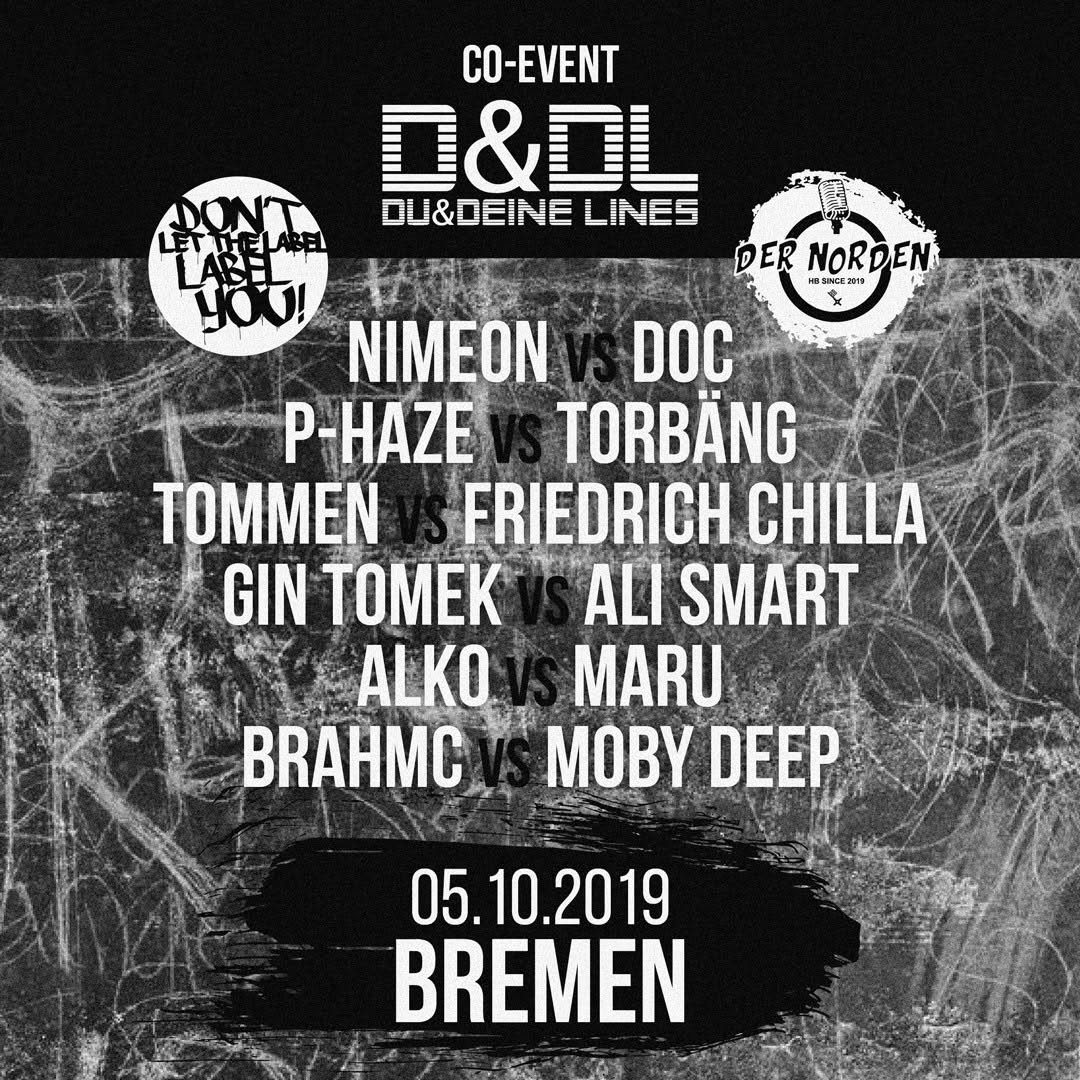 CO-EVENT
D&DL
DU&DEINE LINES
DON'T
LET THE LABEL
LABEL
YOU!
DER NORDEN
HB SINCE 2019
NIMEON VS DOC
P-HAZE VS TORBÄNG
TOMMEN VS FRIEDRICH CHILLA
GIN TOMEK VS ALI SMART
ALKO VS MARU
BRAHMC VS MOBY DEEP
05.10.2019
BREMEN